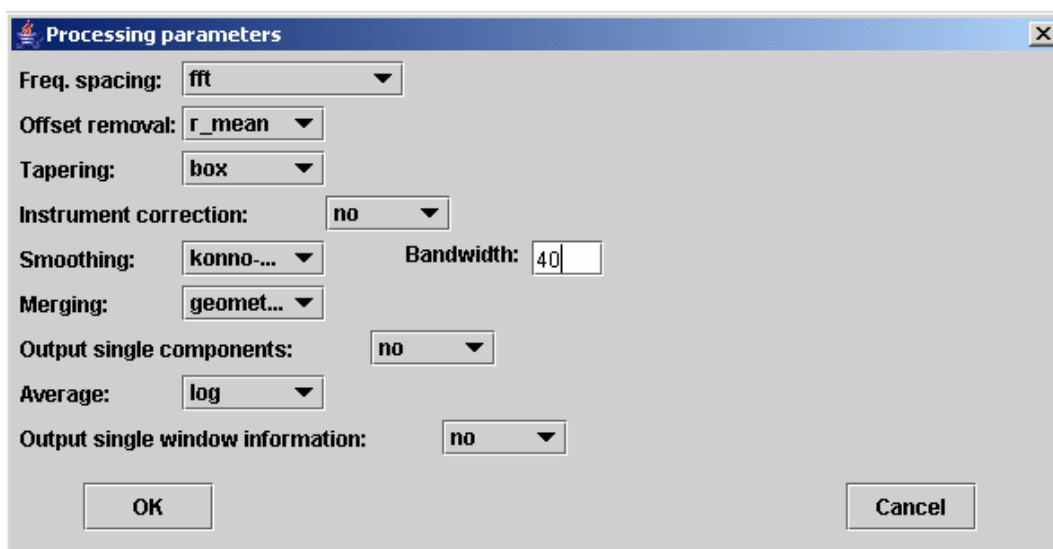 Processing parameters
Freq. spacing: fft
Offset removal: r_mean
Tapering: box
Instrument correction: no
Smoothing: konno-... Bandwidth: 40
Merging: geomet...
Output single components: no
Average: log
Output single window information: no
OK Cancel